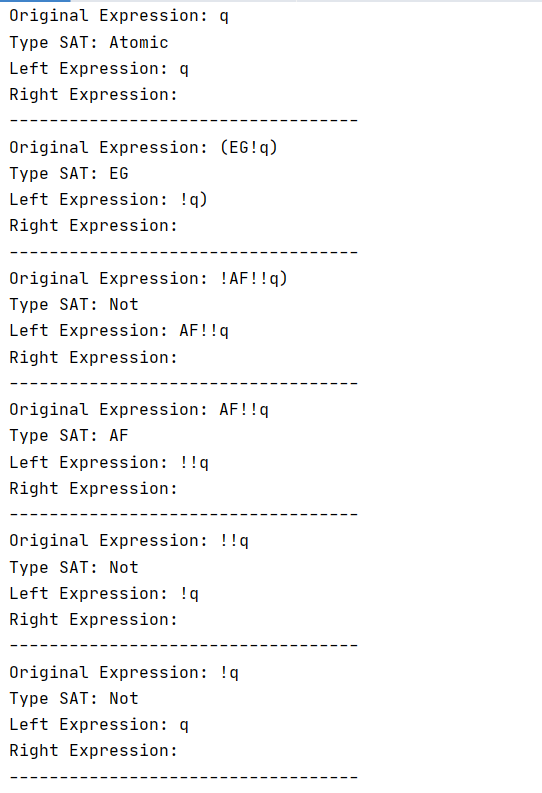 Original Expression: q
Type SAT: Atomic
Left Expression: q
Right Expression:
-----------------------------------
Original Expression: (EG!q)
Type SAT: EG
Left Expression: !q)
Right Expression:
-----------------------------------
Original Expression: !AF!!q)
Type SAT: Not
Left Expression: AF!!q
Right Expression:
-----------------------------------
Original Expression: AF!!q
Type SAT: AF
Left Expression: !!q
Right Expression:
-----------------------------------
Original Expression: !!q
Type SAT: Not
Left Expression: !q
Right Expression:
-----------------------------------
Original Expression: !q
Type SAT: Not
Left Expression: q
Right Expression:
-----------------------------------